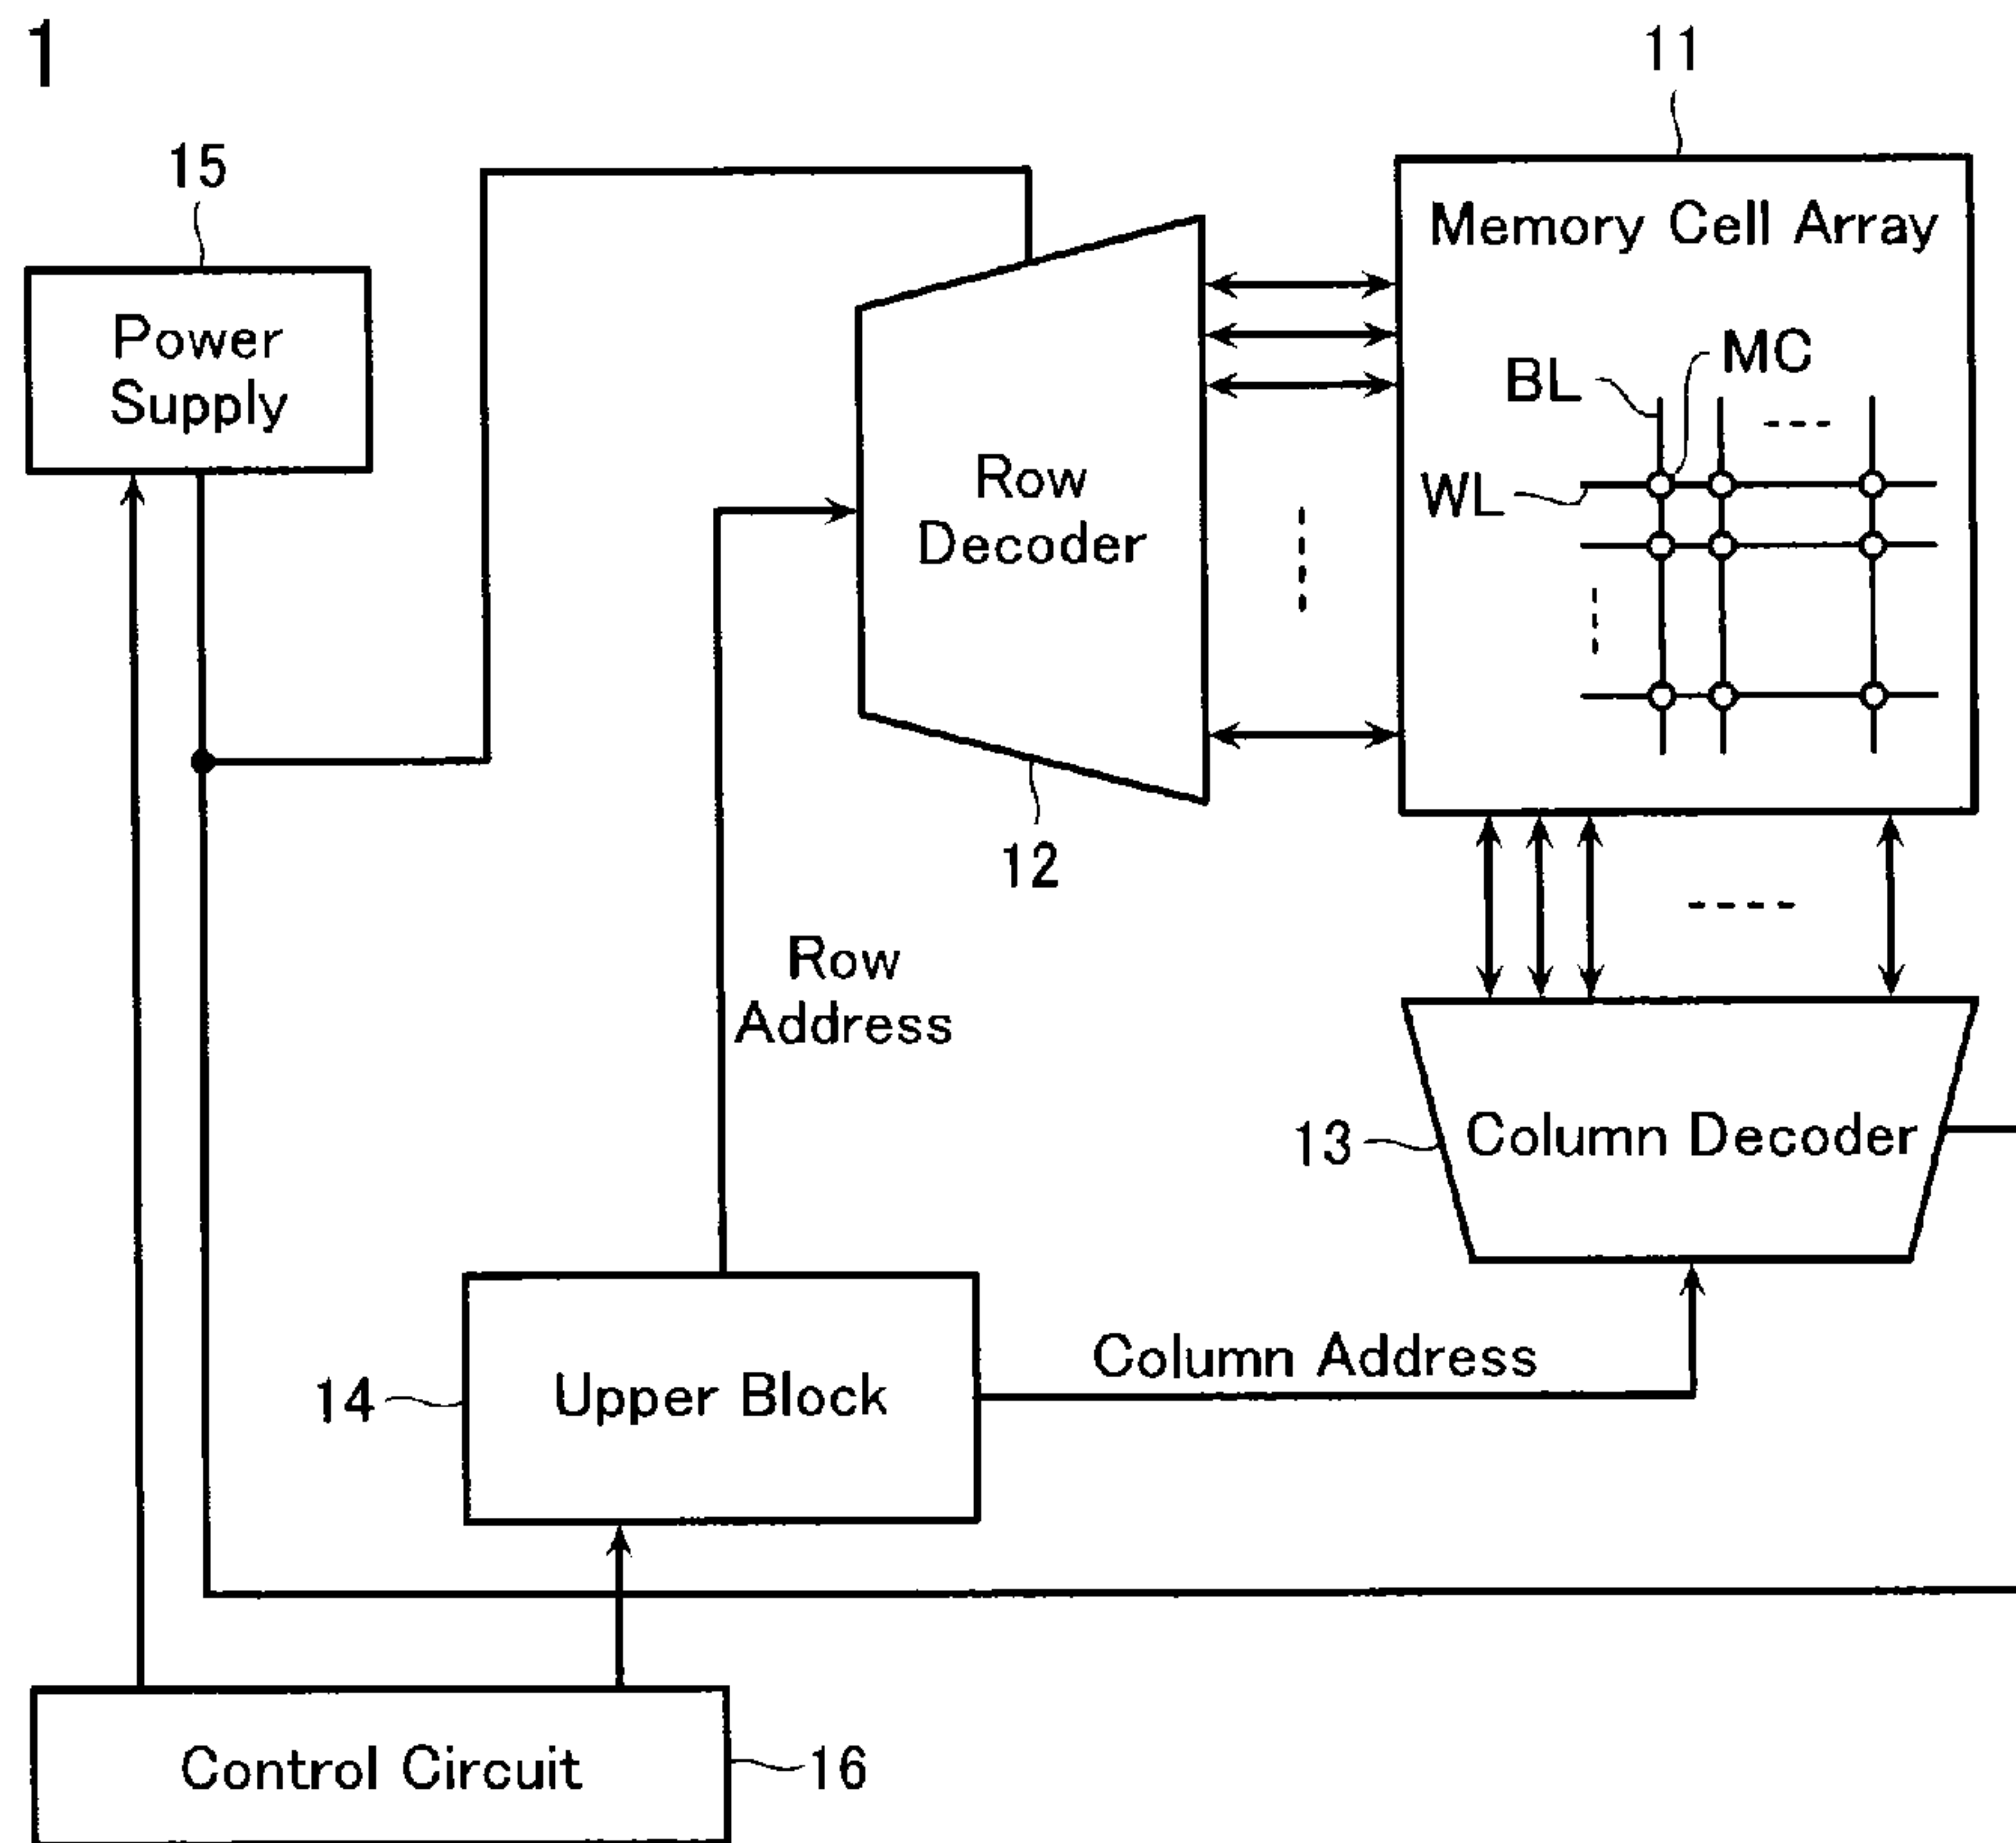 1
11
15
Memory Cell Array
Power
Supply
BL
MC
WL
Row
Decoder
12
Row
Address
13
Column Decoder
Column Address
14
Upper Block
Control Circuit
16